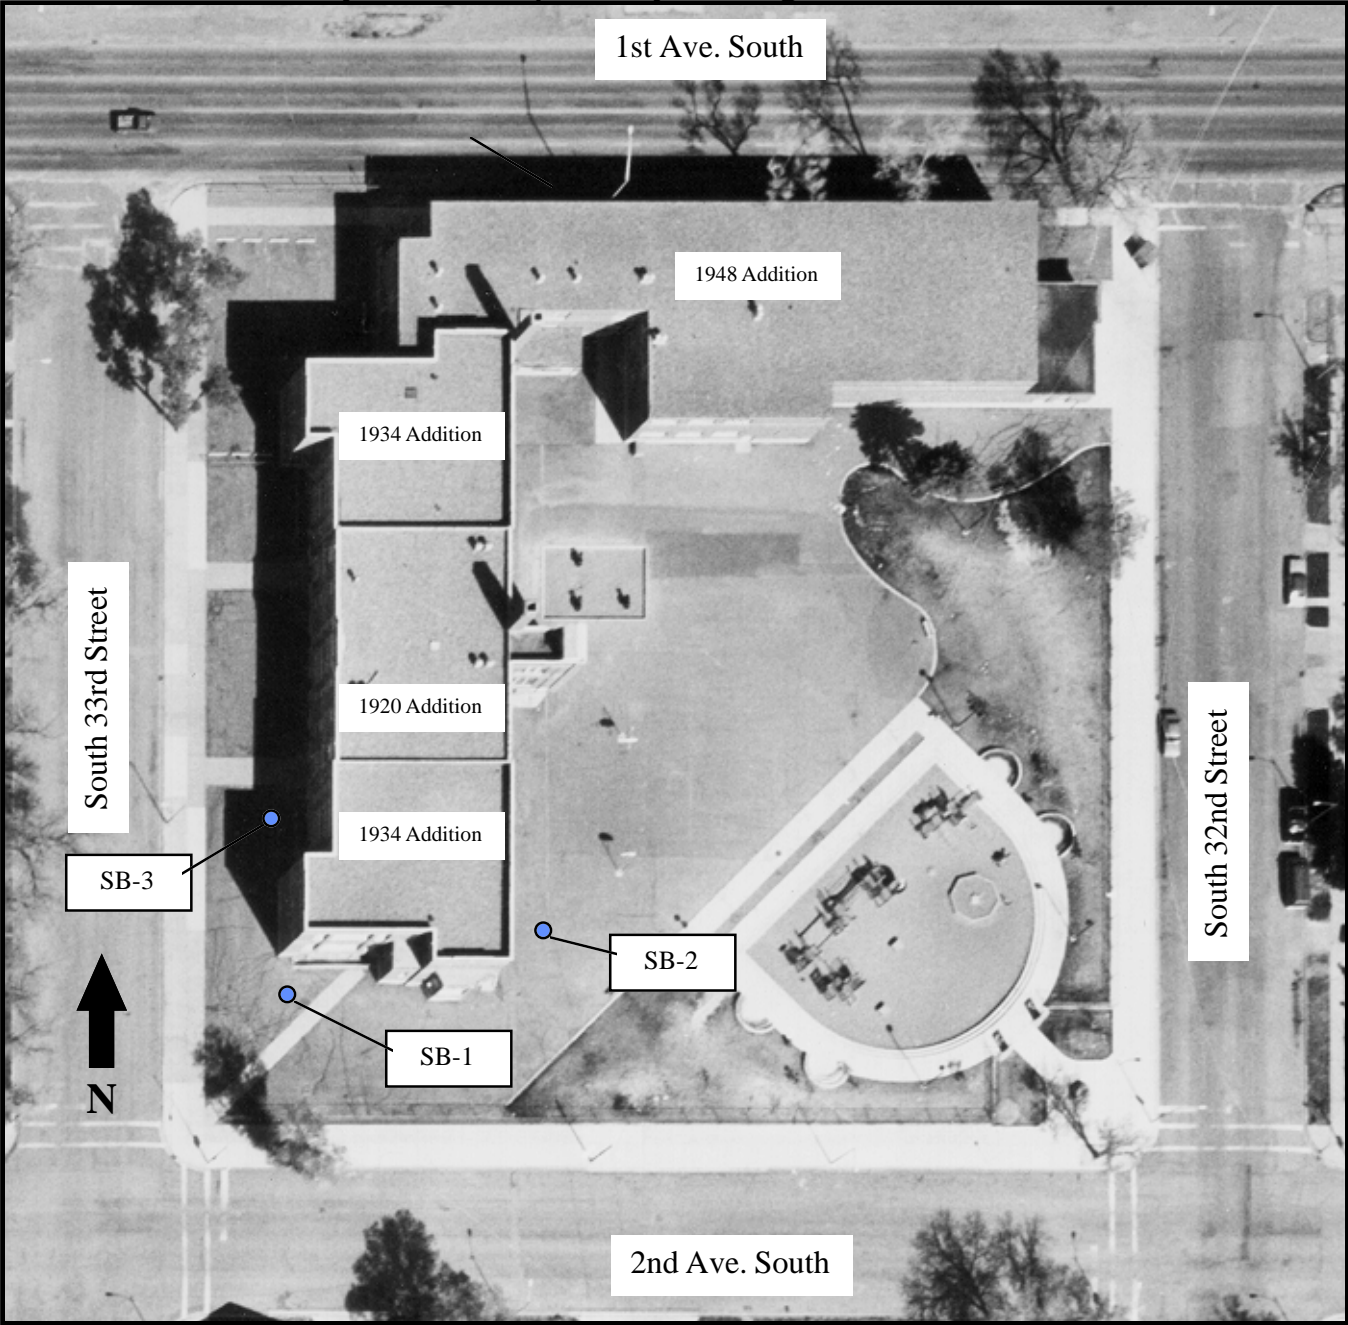 1st Ave. South
1948 Addition
1934 Addition
South 33rd Street
1920 Addition
South 32nd Street
1934 Addition
SB-3
SB-2
SB-1
N
2nd Ave. South